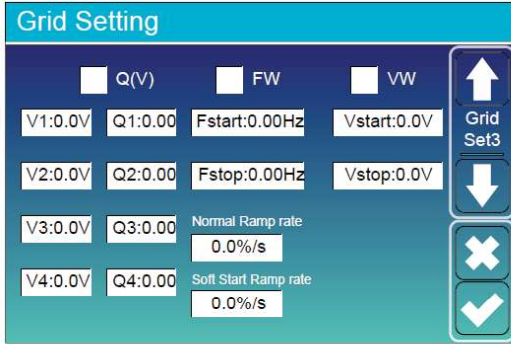 Grid Setting
Q(V) FW VW
V1:0.0V Q1:0.00 Fstart:0.00Hz Vstart:0.0V
Grid
Set3
V2:0.0V Q2:0.00 Fstop:0.00Hz Vstop:0.0V
V3:0.0V Q3:0.00 Normal Ramp rate
0.0%/s
V4:0.0V Q4:0.00 Soft Start Ramp rate
0.0%/s